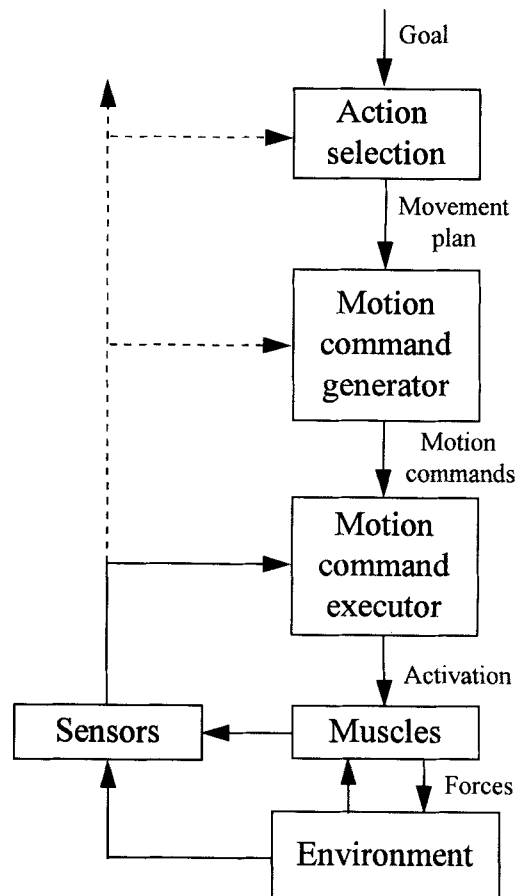 Goal
Action
selection
Movement
plan
Motion
command
generator
Motion
commands
Motion
command
executor
Activation
Sensors
Muscles
Forces
Environment